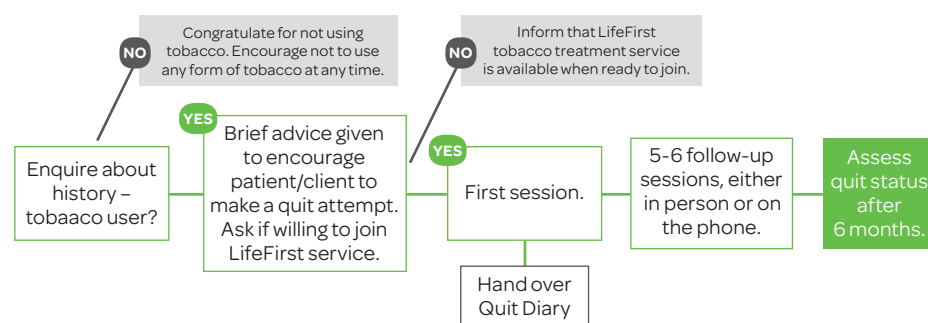 NO
Congratulate for not using
tobacco. Encourage not to use
any form of tobacco at any time.
NO
Inform that LifeFirst
tobacco treatment service
is available when ready to join.
Enquire about
history –
tobaaco user?
YES
Brief advice given
to encourage
patient/client to
make a quit attempt.
Ask if willing to join
LifeFirst service.
YES
First session.
Hand over
Quit Diary
5-6 follow-up
sessions, either
in person or on
the phone.
Assess
quit status
after
6 months.